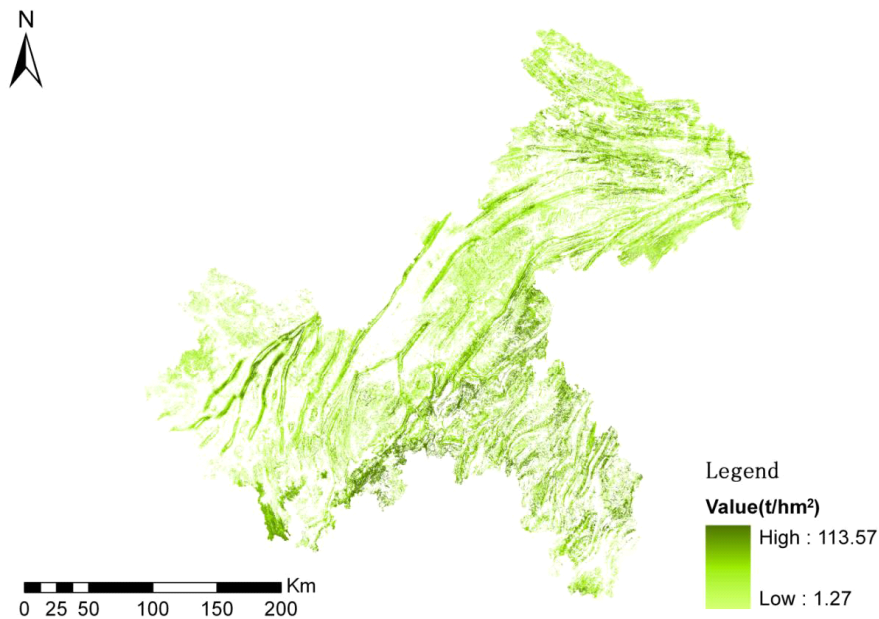 N
Legend
Value(t/hm²)
High : 113.57
Low : 1.27
Km
0 25 50 100 150 200